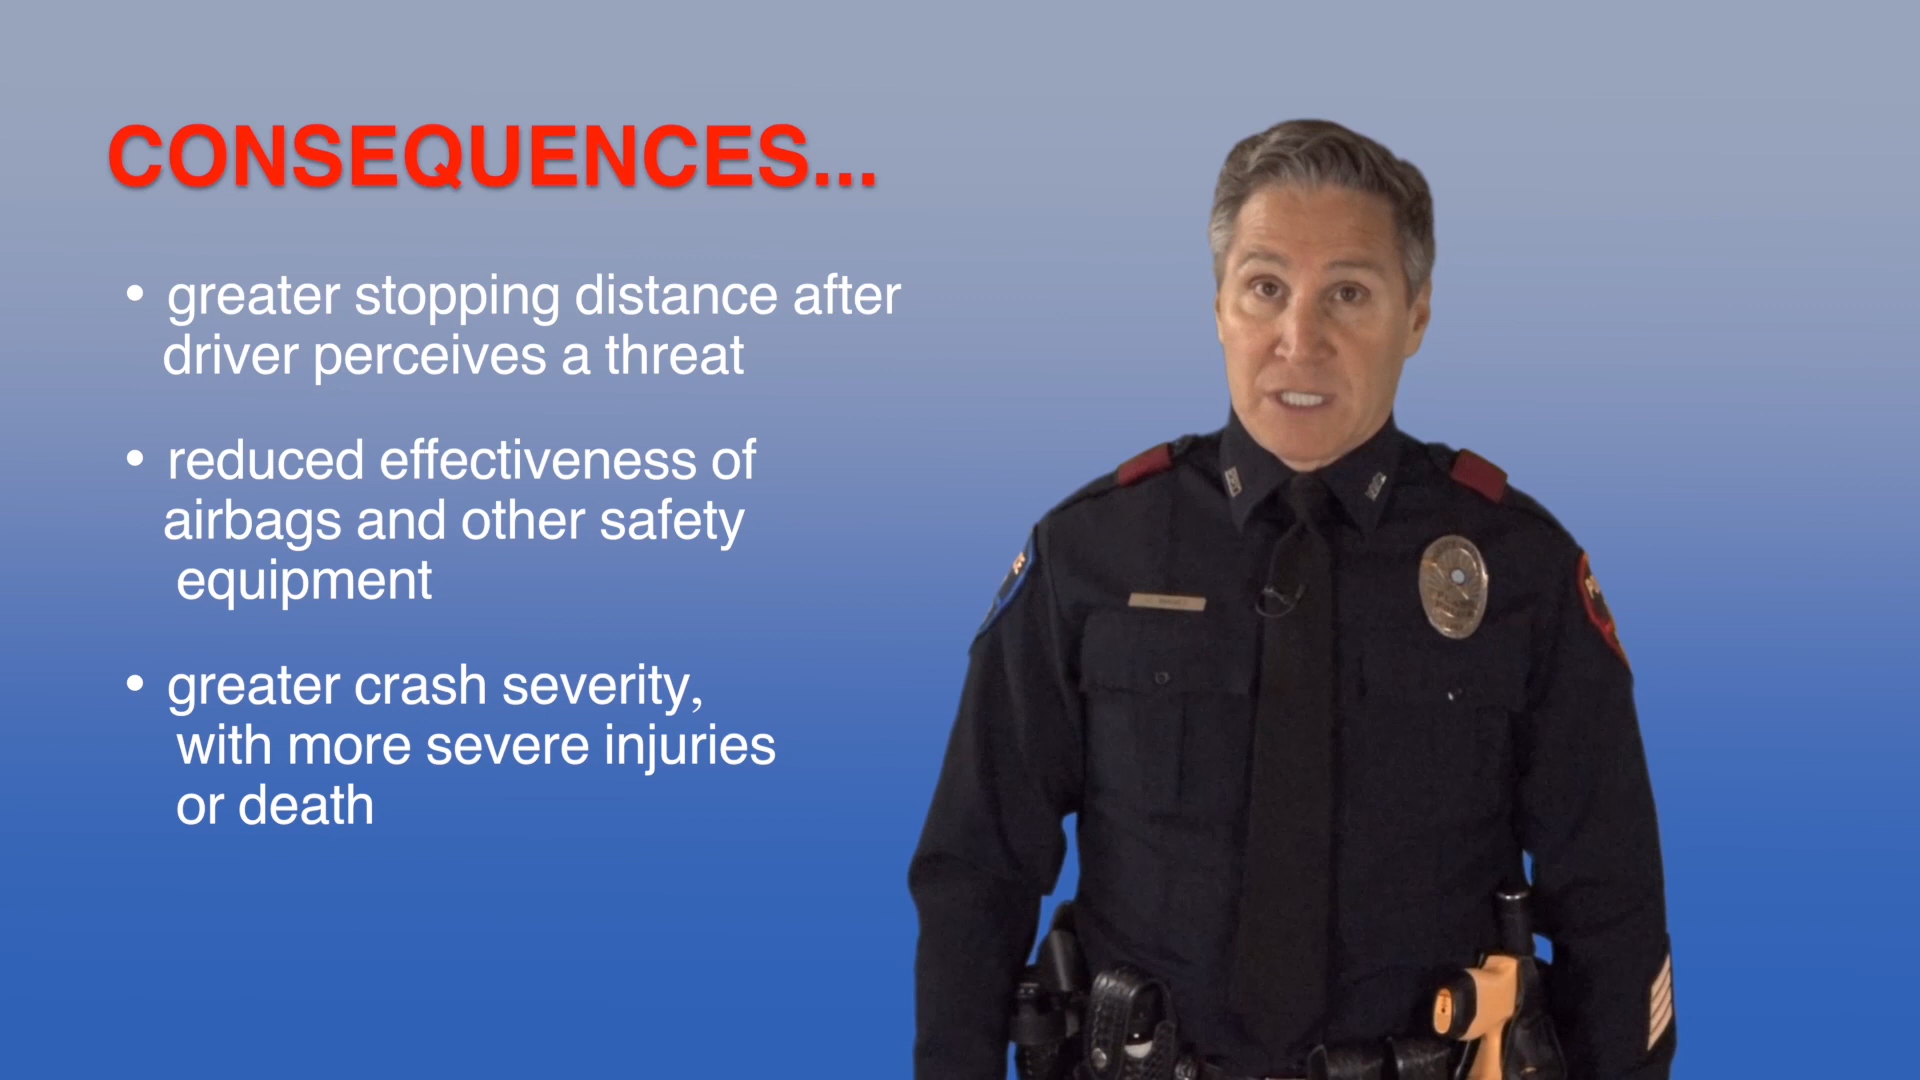 CONSEQUENCES...
• greater stopping distance after
driver perceives a threat
• reduced effectiveness of
airbags and other safety
equipment
• greater crash severity,
with more severe injuries
or death